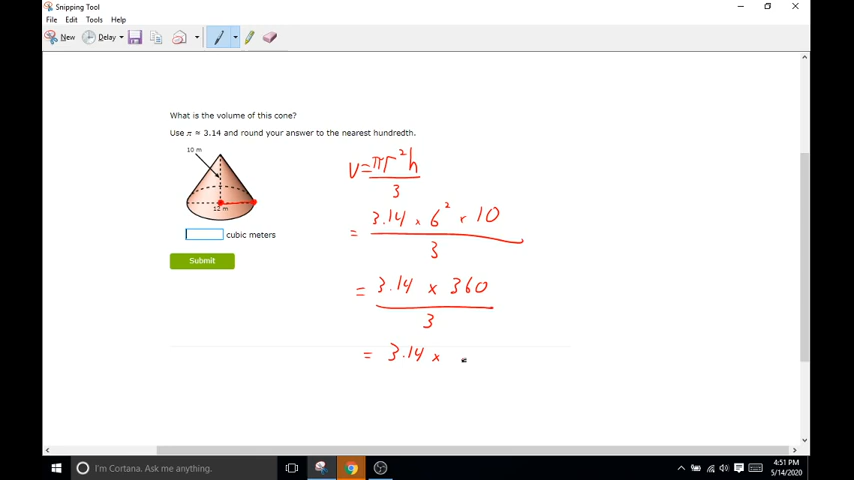 Snipping Tool
File Edit Tools Help
New Delay
What is the volume of this cone?
Use π ≈ 3.14 and round your answer to the nearest hundredth.
10 m
12 m
cubic meters
Submit
V=πr²h
3
= 3.14 × 6² × 10
3
= 3.14 × 360
3
= 3.14 ×
I'm Cortana. Ask me anything.
4:51 PM
5/14/2020